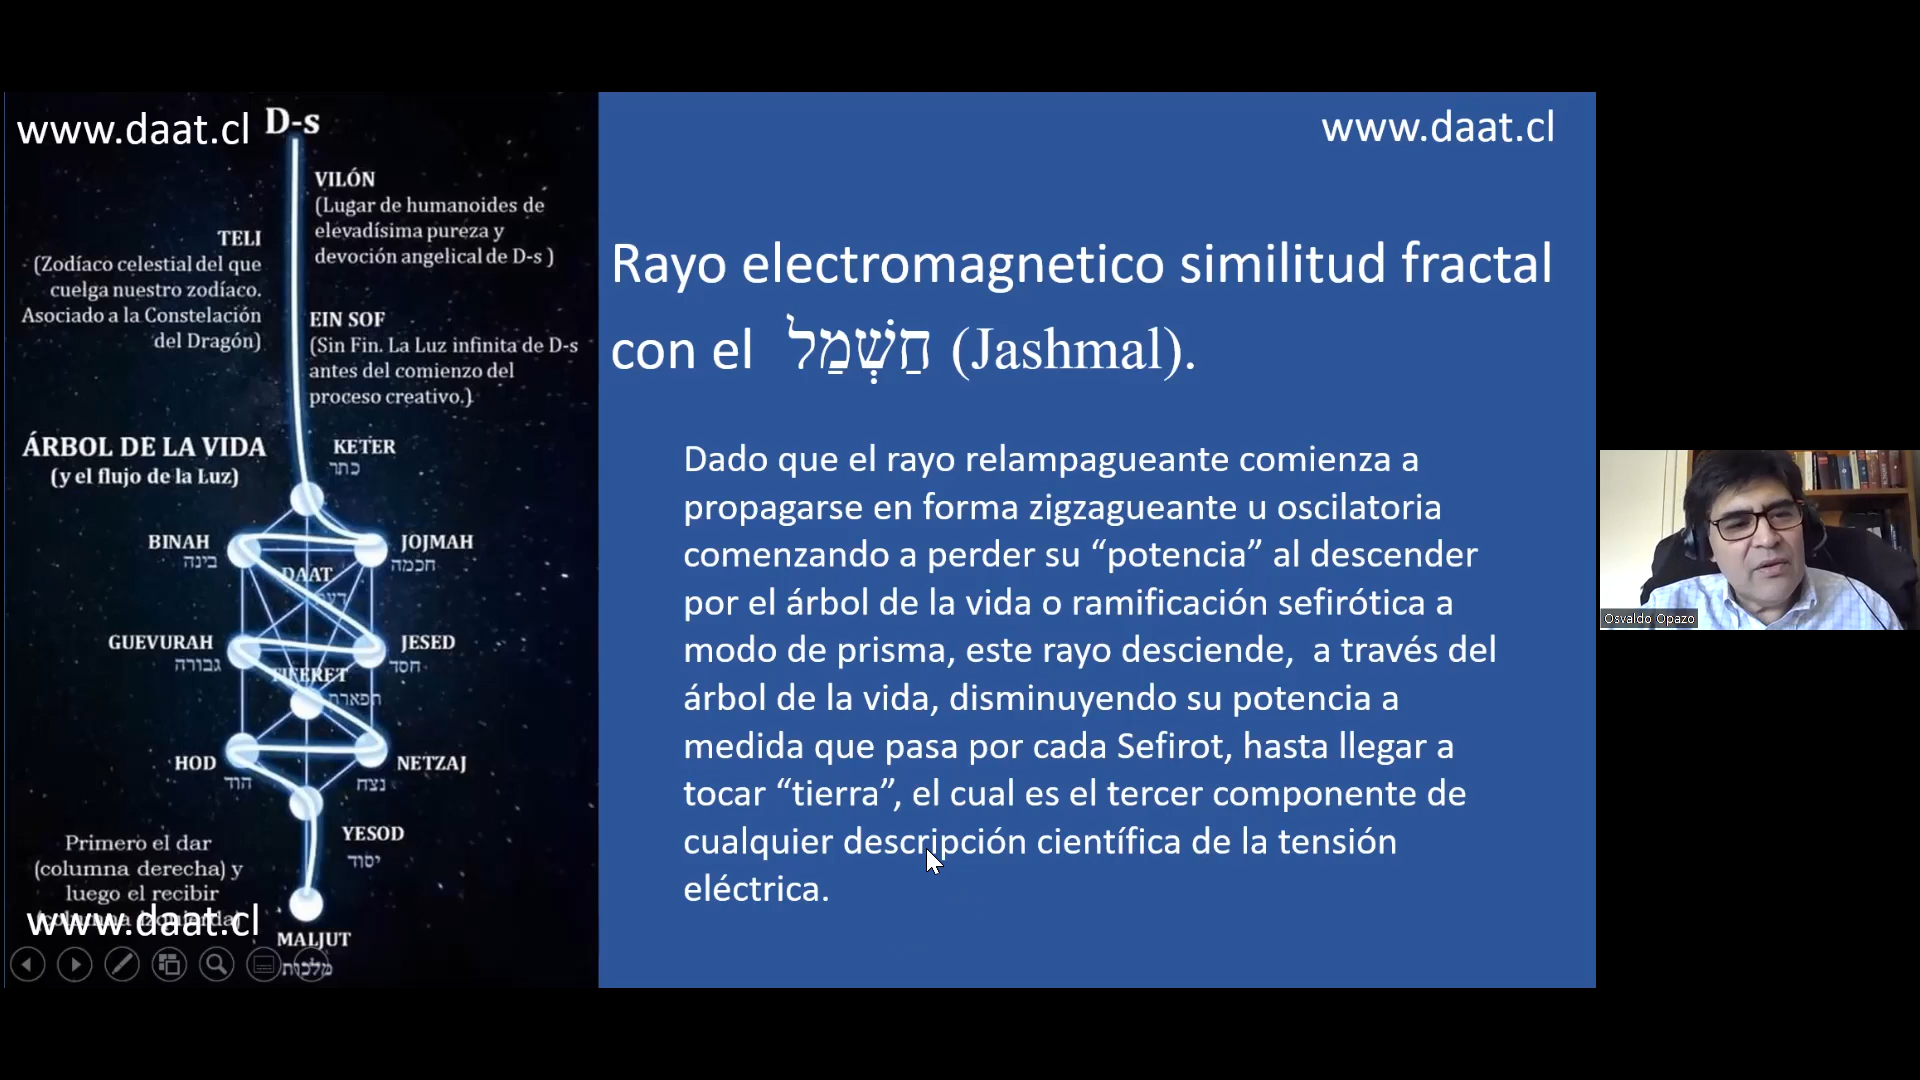 www.daat.cl
D-s
VILÓN
(Lugar de humanoides de
elevadísima pureza y
devoción angelical de D-s )
TELI
(Zodíaco celestial del que
cuelga nuestro zodíaco.
Asociado a la Constelación
del Dragón)
EIN SOF
(Sin Fin. La Luz infinita de D-s
antes del comienzo del
proceso creativo.)
ÁRBOL DE LA VIDA
(y el flujo de la Luz)
KETER
כתר
BINAH
בינה
JOJMAH
חכמה
DAAT
דעת
GUEVURAH
גבורה
JESED
חסד
TIFERET
תפארת
HOD
הוד
NETZAJ
נצח
YESOD
יסוד
Primero el dar
(columna derecha) y
luego el recibir
(columna izquierda)
www.daat.cl
MALJUT
מלכות
www.daat.cl
Rayo electromagnetico similitud fractal
con el חַשְׁמַל (Jashmal).
Dado que el rayo relampagueante comienza a
propagarse en forma zigzagueante u oscilatoria
comenzando a perder su “potencia” al descender
por el árbol de la vida o ramificación sefirótica a
modo de prisma, este rayo desciende,  a través del
árbol de la vida, disminuyendo su potencia a
medida que pasa por cada Sefirot, hasta llegar a
tocar “tierra”, el cual es el tercer componente de
cualquier descripción científica de la tensión
eléctrica.
Osvaldo Opazo